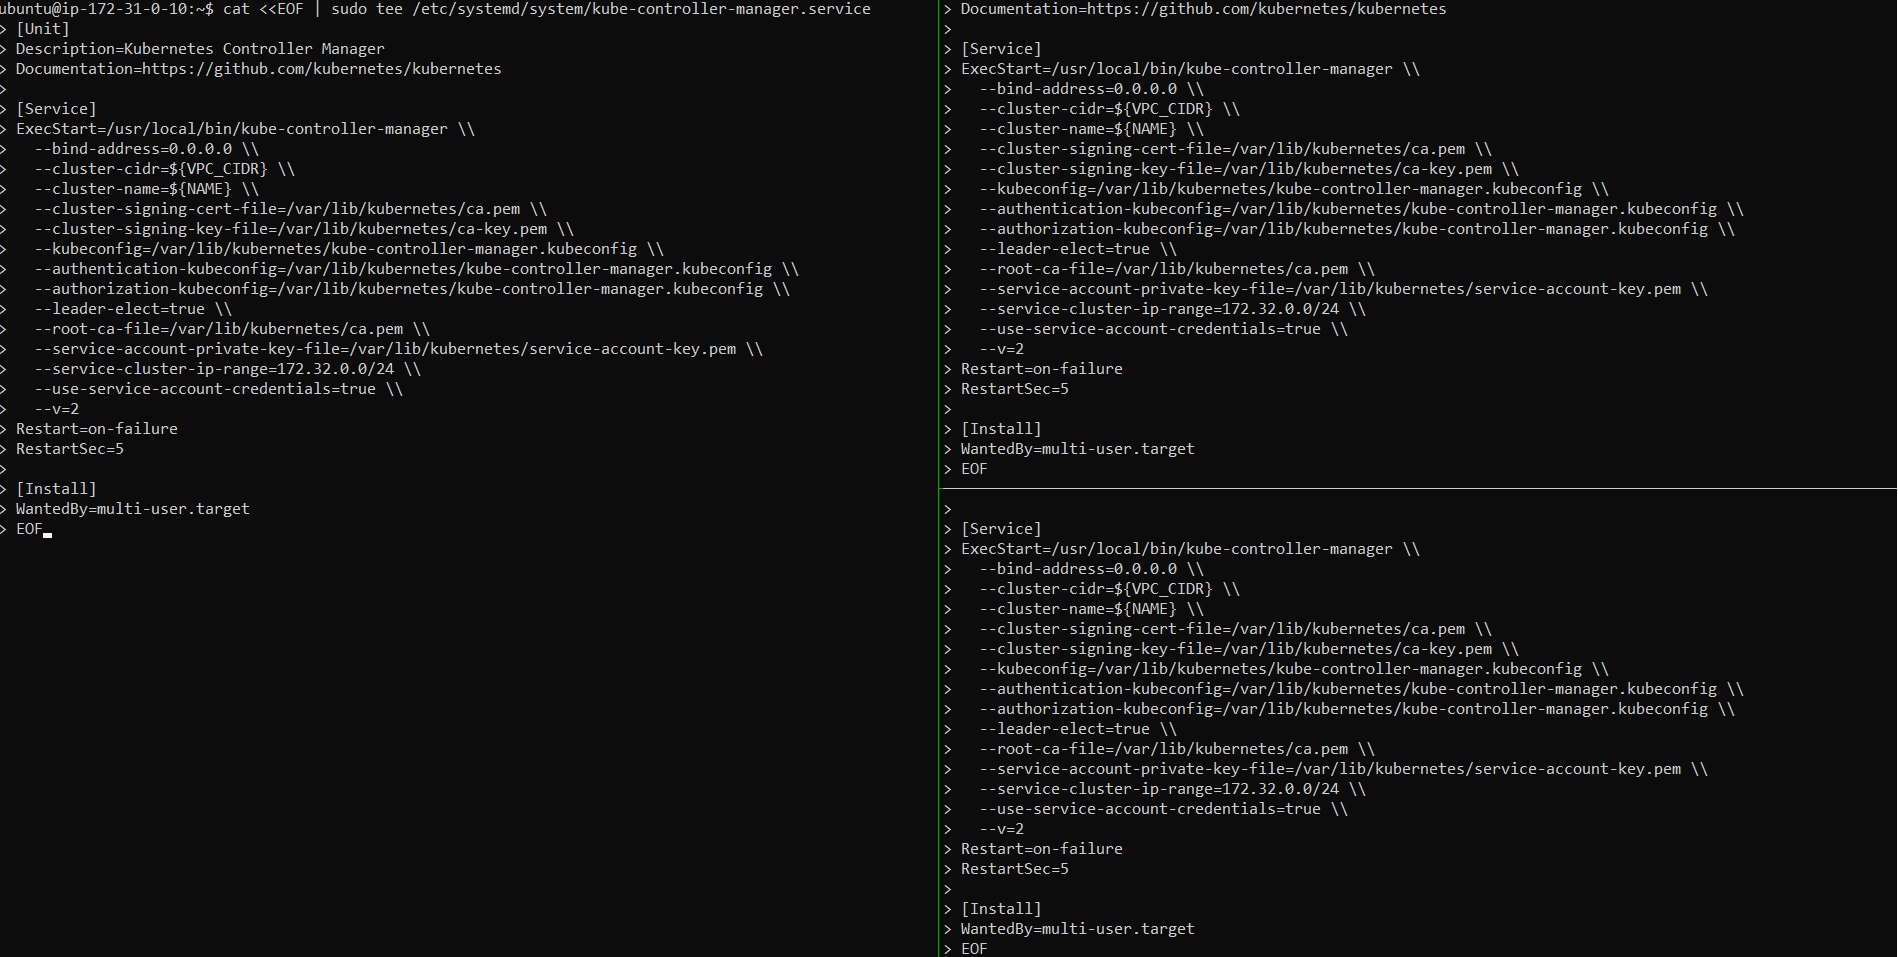 ubuntu@ip-172-31-0-10:~$ cat <<EOF | sudo tee /etc/systemd/system/kube-controller-manager.service
> [Unit]
> Description=Kubernetes Controller Manager
> Documentation=https://github.com/kubernetes/kubernetes
>
> [Service]
> ExecStart=/usr/local/bin/kube-controller-manager \\
>   --bind-address=0.0.0.0 \\
>   --cluster-cidr=${VPC_CIDR} \\
>   --cluster-name=${NAME} \\
>   --cluster-signing-cert-file=/var/lib/kubernetes/ca.pem \\
>   --cluster-signing-key-file=/var/lib/kubernetes/ca-key.pem \\
>   --kubeconfig=/var/lib/kubernetes/kube-controller-manager.kubeconfig \\
>   --authentication-kubeconfig=/var/lib/kubernetes/kube-controller-manager.kubeconfig \\
>   --authorization-kubeconfig=/var/lib/kubernetes/kube-controller-manager.kubeconfig \\
>   --leader-elect=true \\
>   --root-ca-file=/var/lib/kubernetes/ca.pem \\
>   --service-account-private-key-file=/var/lib/kubernetes/service-account-key.pem \\
>   --service-cluster-ip-range=172.32.0.0/24 \\
>   --use-service-account-credentials=true \\
>   --v=2
> Restart=on-failure
> RestartSec=5
>
> [Install]
> WantedBy=multi-user.target
> EOF
> Documentation=https://github.com/kubernetes/kubernetes
>
> [Service]
> ExecStart=/usr/local/bin/kube-controller-manager \\
>   --bind-address=0.0.0.0 \\
>   --cluster-cidr=${VPC_CIDR} \\
>   --cluster-name=${NAME} \\
>   --cluster-signing-cert-file=/var/lib/kubernetes/ca.pem \\
>   --cluster-signing-key-file=/var/lib/kubernetes/ca-key.pem \\
>   --kubeconfig=/var/lib/kubernetes/kube-controller-manager.kubeconfig \\
>   --authentication-kubeconfig=/var/lib/kubernetes/kube-controller-manager.kubeconfig \\
>   --authorization-kubeconfig=/var/lib/kubernetes/kube-controller-manager.kubeconfig \\
>   --leader-elect=true \\
>   --root-ca-file=/var/lib/kubernetes/ca.pem \\
>   --service-account-private-key-file=/var/lib/kubernetes/service-account-key.pem \\
>   --service-cluster-ip-range=172.32.0.0/24 \\
>   --use-service-account-credentials=true \\
>   --v=2
> Restart=on-failure
> RestartSec=5
>
> [Install]
> WantedBy=multi-user.target
> EOF
>
> [Service]
> ExecStart=/usr/local/bin/kube-controller-manager \\
>   --bind-address=0.0.0.0 \\
>   --cluster-cidr=${VPC_CIDR} \\
>   --cluster-name=${NAME} \\
>   --cluster-signing-cert-file=/var/lib/kubernetes/ca.pem \\
>   --cluster-signing-key-file=/var/lib/kubernetes/ca-key.pem \\
>   --kubeconfig=/var/lib/kubernetes/kube-controller-manager.kubeconfig \\
>   --authentication-kubeconfig=/var/lib/kubernetes/kube-controller-manager.kubeconfig \\
>   --authorization-kubeconfig=/var/lib/kubernetes/kube-controller-manager.kubeconfig \\
>   --leader-elect=true \\
>   --root-ca-file=/var/lib/kubernetes/ca.pem \\
>   --service-account-private-key-file=/var/lib/kubernetes/service-account-key.pem \\
>   --service-cluster-ip-range=172.32.0.0/24 \\
>   --use-service-account-credentials=true \\
>   --v=2
> Restart=on-failure
> RestartSec=5
>
> [Install]
> WantedBy=multi-user.target
> EOF